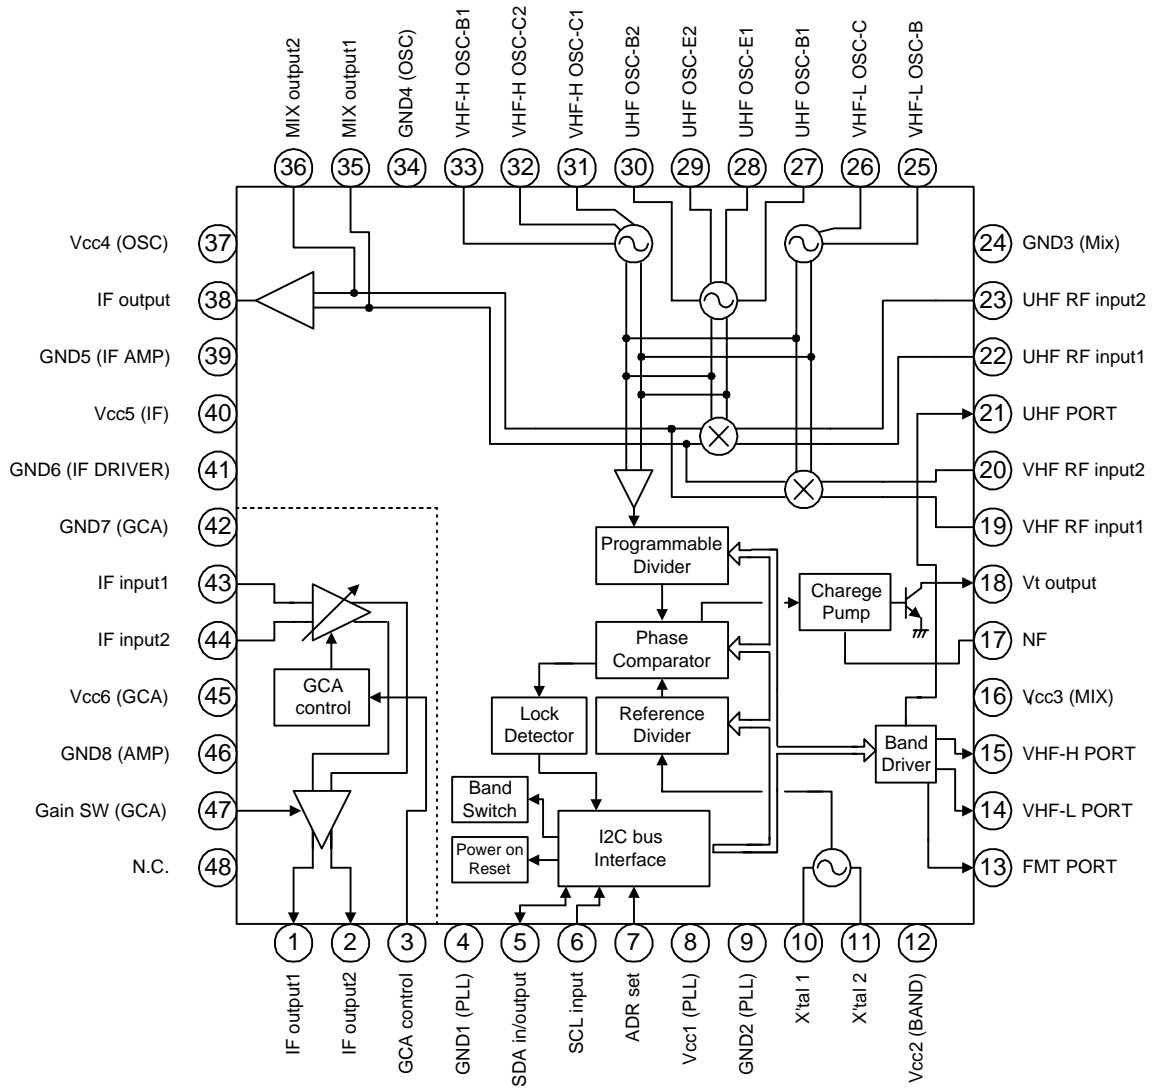 MIX output2
MIX output1
GND4 (OSC)
VHF-H OSC-B1
VHF-H OSC-C2
VHF-H OSC-C1
UHF OSC-B2
UHF OSC-E2
UHF OSC-E1
UHF OSC-B1
VHF-L OSC-C
VHF-L OSC-B
36
35
34
33
32
31
30
29
28
27
26
25
Vcc4 (OSC)
37
24
GND3 (Mix)
IF output
38
23
UHF RF input2
GND5 (IF AMP)
39
22
UHF RF input1
Vcc5 (IF)
40
21
UHF PORT
GND6 (IF DRIVER)
41
20
VHF RF input2
GND7 (GCA)
42
19
VHF RF input1
Programmable
Divider
IF input1
43
18
Vt output
Charege
Pump
IF input2
44
17
NF
Phase
Comparator
GCA
control
Vcc6 (GCA)
45
16
Vcc3 (MIX)
Lock
Detector
Reference
Divider
Band
Driver
GND8 (AMP)
46
15
VHF-H PORT
Band
Switch
Gain SW (GCA)
47
14
VHF-L PORT
I2C bus
Interface
Power on
Reset
N.C.
48
13
FMT PORT
1
2
3
4
5
6
7
8
9
10
11
12
IF output1
IF output2
GCA control
GND1 (PLL)
SDA in/output
SCL input
ADR set
Vcc1 (PLL)
GND2 (PLL)
X'tal 1
X'tal 2
Vcc2 (BAND)